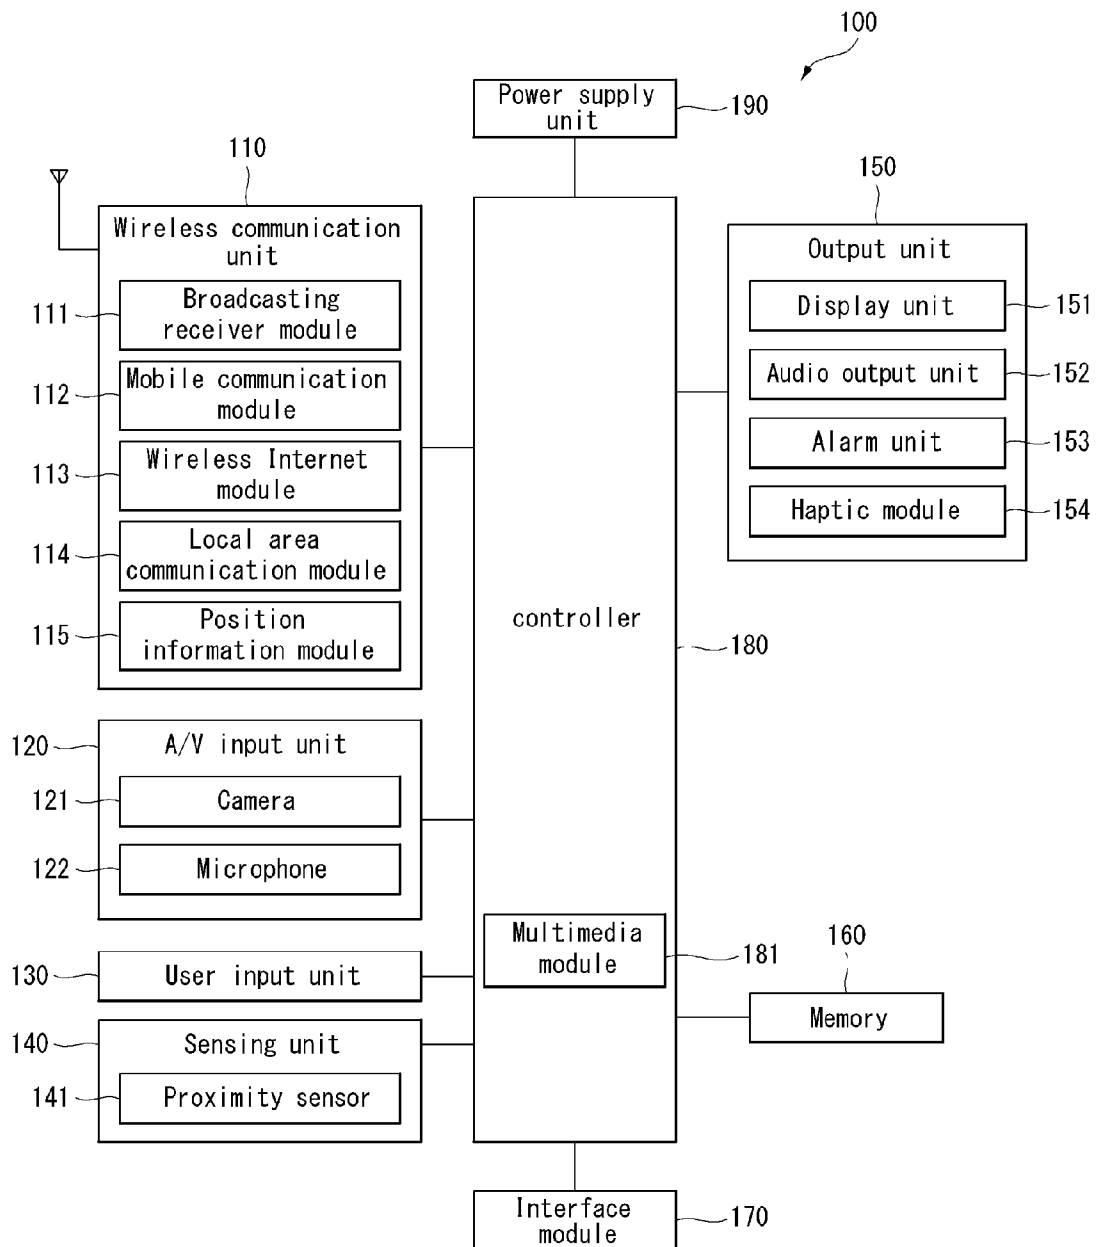 100
Power supply
unit
190
110
Wireless communication
unit
111
Broadcasting
receiver module
112
Mobile communication
module
113
Wireless Internet
module
114
Local area
communication module
115
Position
information module
120
A/V input unit
121
Camera
122
Microphone
130
User input unit
140
Sensing unit
141
Proximity sensor
controller
180
Multimedia
module
181
150
Output unit
Display unit
151
Audio output unit
152
Alarm unit
153
Haptic module
154
160
Memory
Interface
module
170